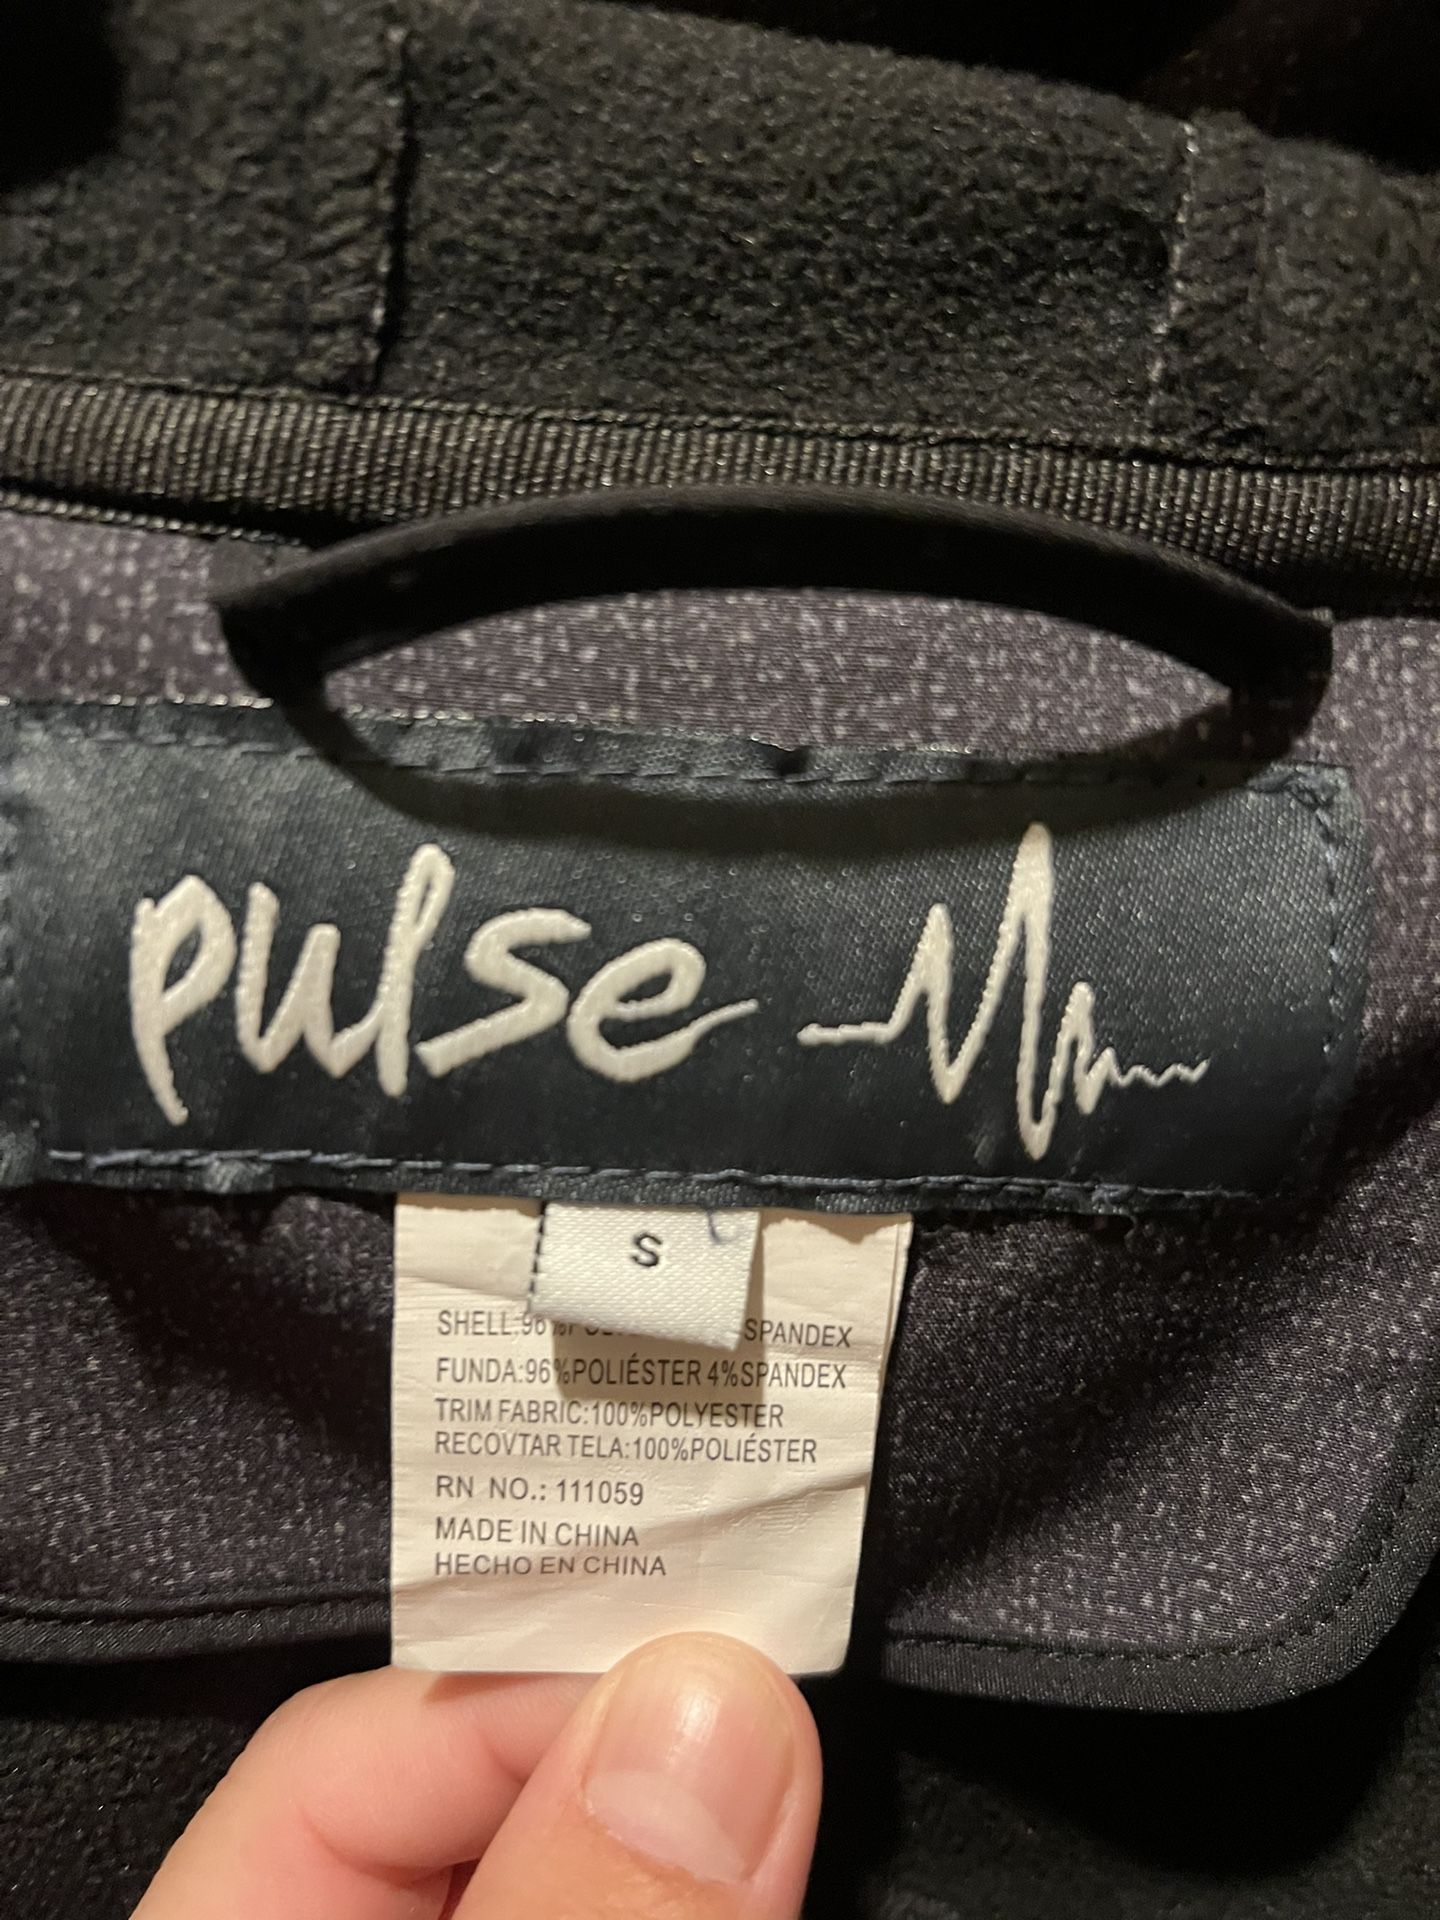 pulse
S
SHELL:96% SPANDEX
FUNDA:96%POLIÉSTER 4%SPANDEX
TRIM FABRIC:100%POLYESTER
RECOVTAR TELA:100%POLIÉSTER
RN NO.: 111059
MADE IN CHINA
HECHO EN CHINA